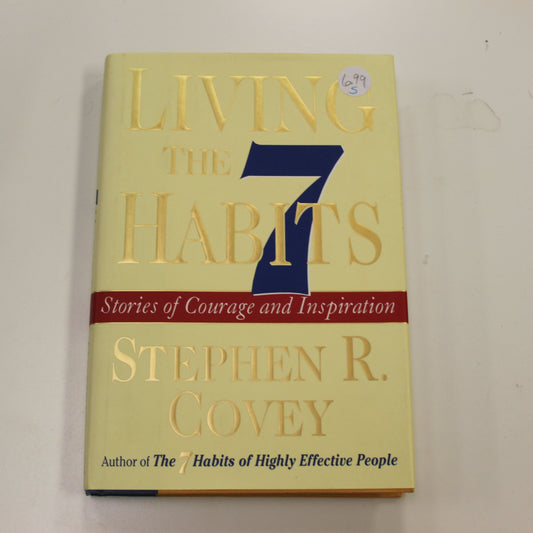 LIVING
6.99
S
THE 7
HABITS
Stories of Courage and Inspiration
STEPHEN R.
COVEY
Author of The 7 Habits of Highly Effective People